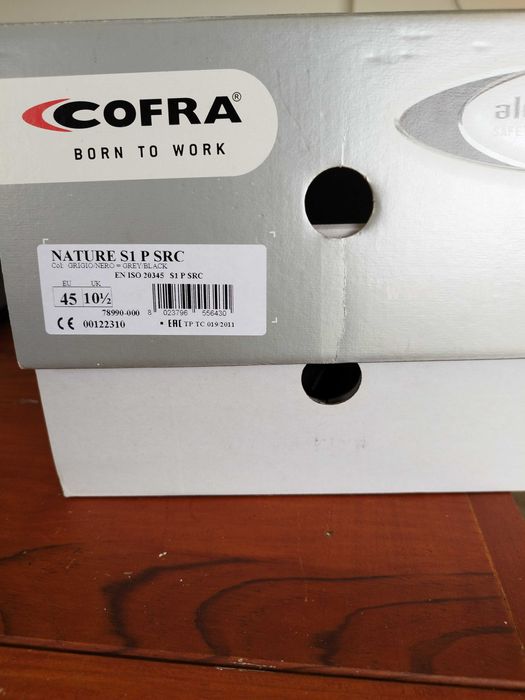 COFRA®
BORN TO WORK
NATURE S1 P SRC
Col: GRIGIO/NERO = GREY/BLACK
EN ISO 20345 S1 P SRC
EU UK
45 10½
78990-000 8 023796 556430
CE 00122310 • EAC TP TC 019/2011